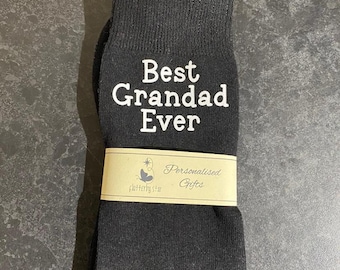 Best
Grandad
Ever
Personalised
Gifts